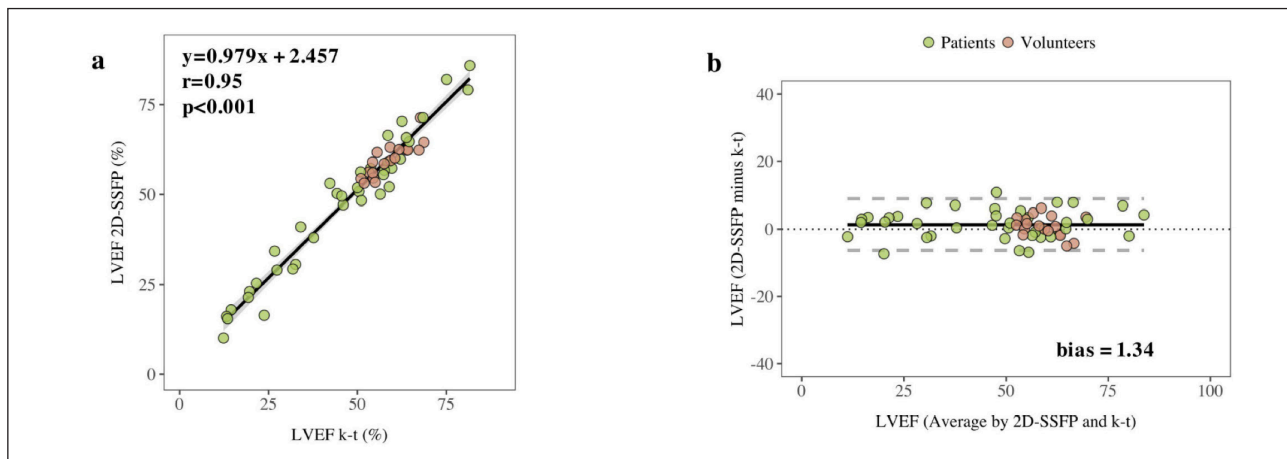 a
y=0.979x + 2.457
r=0.95
p<0.001
75
50
25
0
LVEF 2D-SSFP (%)
0 25 50 75
LVEF k-t (%)
Patients Volunteers
b
40
20
0
-20
-40
LVEF (2D-SSFP minus k-t)
bias = 1.34
0 25 50 75 100
LVEF (Average by 2D-SSFP and k-t)